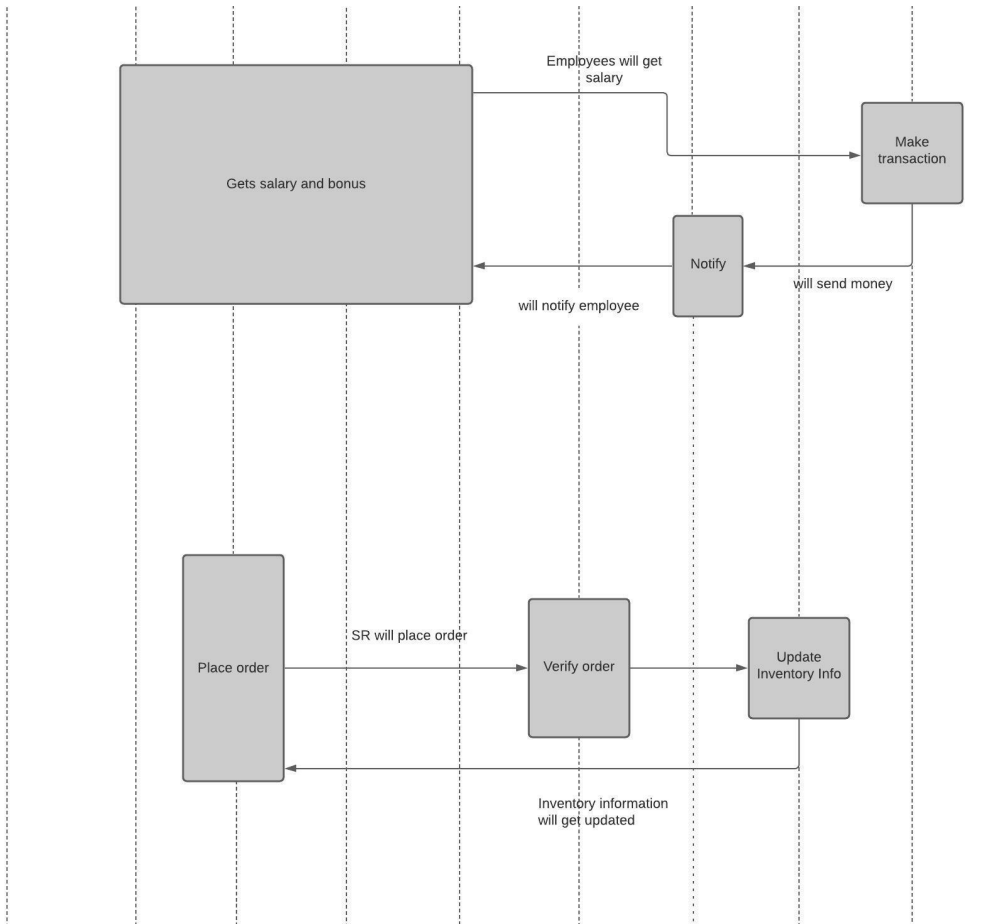 Employees will get
salary
Make
transaction
Gets salary and bonus
Notify
will send money
will notify employee
SR will place order
Place order
Verify order
Update
Inventory Info
Inventory information
will get updated